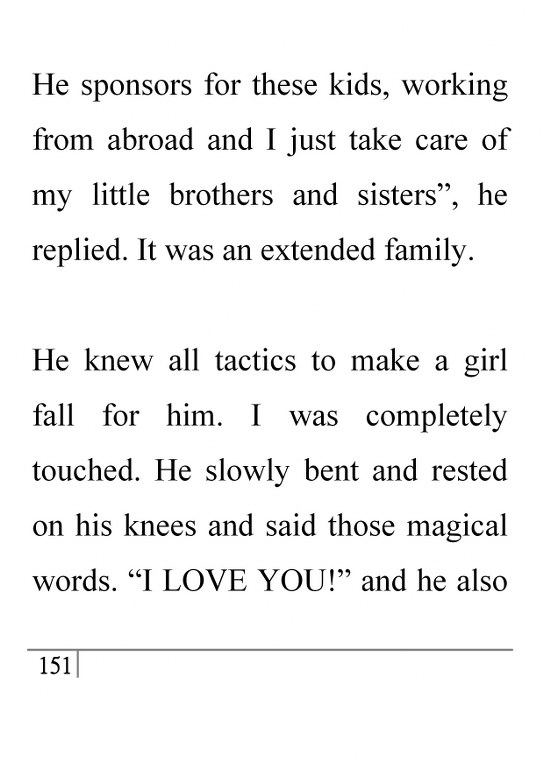 He sponsors for these kids, working
from abroad and I just take care of
my little brothers and sisters”, he
replied. It was an extended family.
He knew all tactics to make a girl
fall for him. I was completely
touched. He slowly bent and rested
on his knees and said those magical
words. “I LOVE YOU!” and he also
151